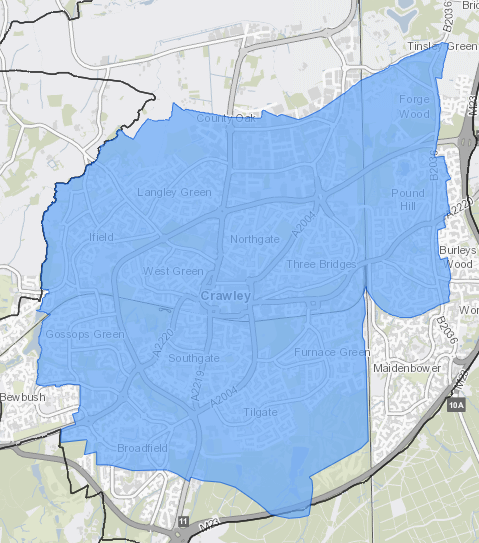 B2036
Bri
Tinsley Green
M23
Forge
Wood
County Oak
B2036
Langley Green
Pound
Hill
A2220
A2004
Ifield
Northgate
Burleys
Wood
Three Bridges
West Green
Crawley
Wor
B2036
A2220
Gossops Green
Southgate
Furnace Green
Maidenbower
M23
A2219
A2004
Bewbush
10A
Tilgate
Broadfield
11
M23